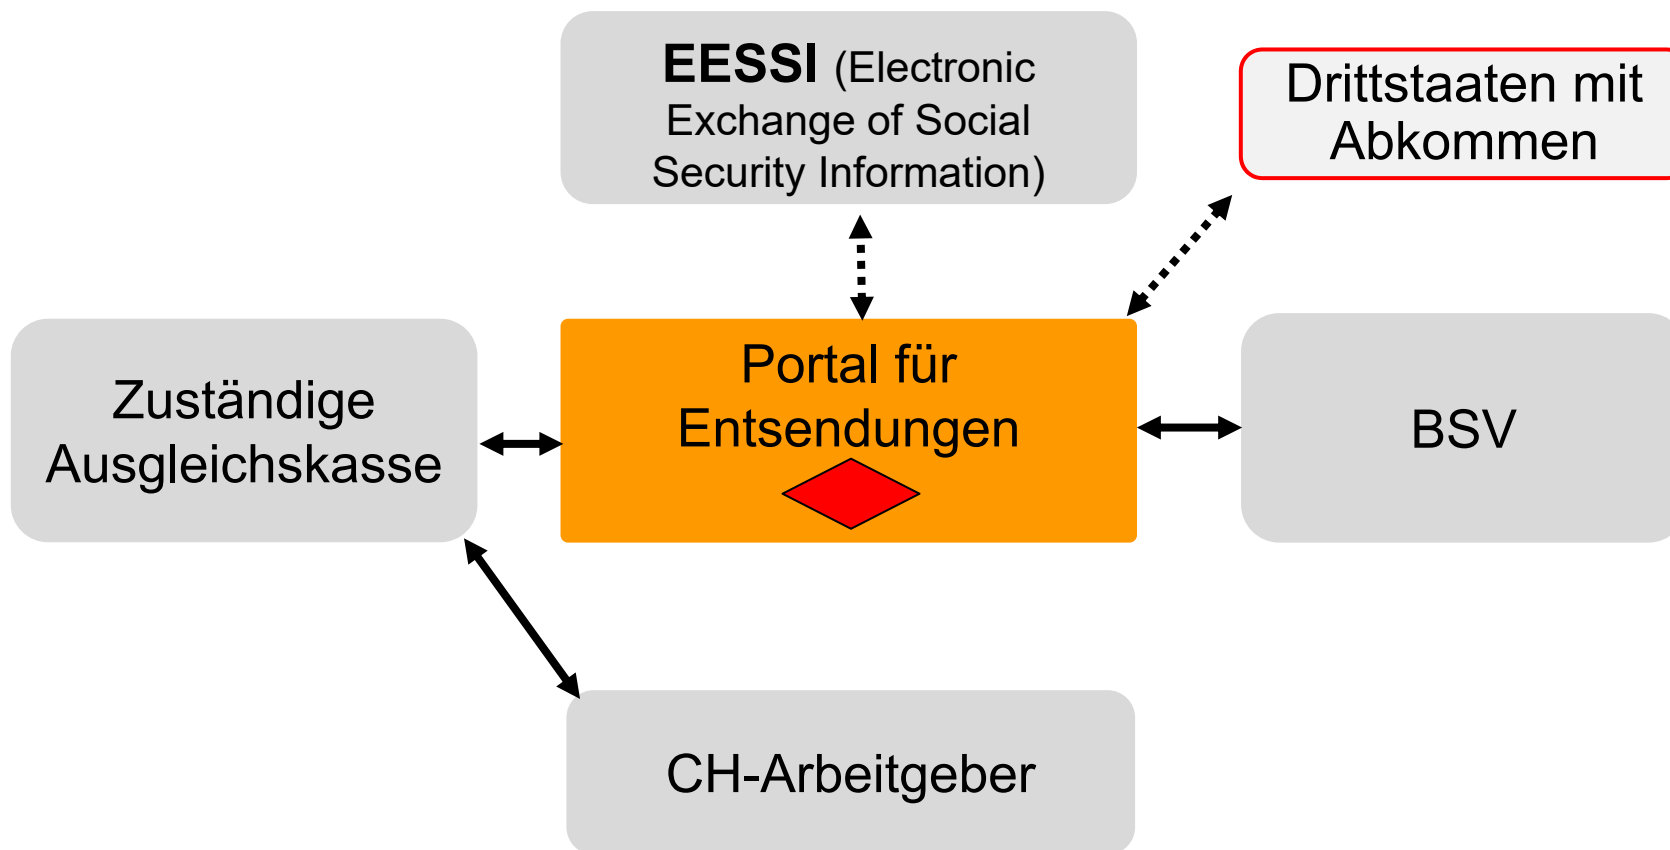 EESSI (Electronic
Exchange of Social
Security Information)
Drittstaaten mit
Abkommen
Zuständige
Ausgleichskasse
Portal für
Entsendungen
BSV
CH-Arbeitgeber